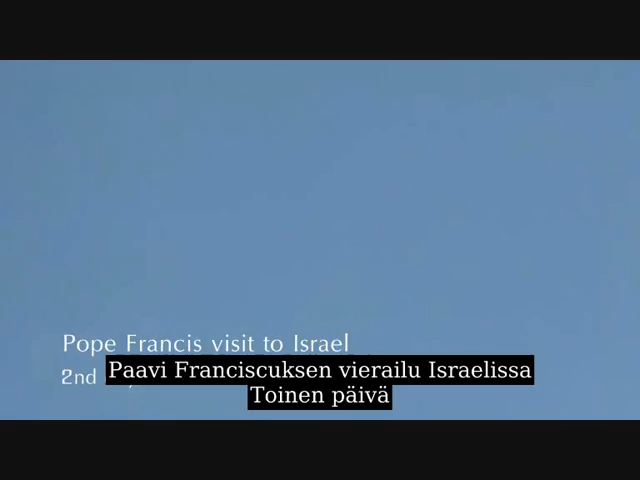 Pope Francis visit to Israel
2nd
Paavi Franciscuksen vierailu Israelissa
Toinen päivä